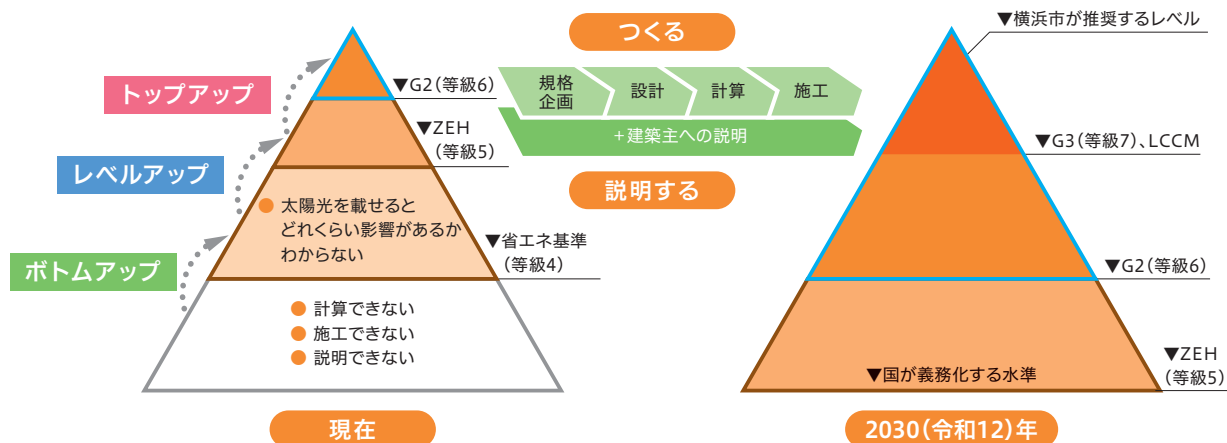 トップアップ
レベルアップ
ボトムアップ
▼G2(等級6)
▼ZEH
(等級5)
● 太陽光を載せると
どれくらい影響があるか
わからない
▼省エネ基準
(等級4)
● 計算できない
● 施工できない
● 説明できない
現在
つくる
規格
企画
設計
計算
施工
+建築主への説明
説明する
▼横浜市が推奨するレベル
▼G3(等級7)、LCCM
▼G2(等級6)
▼ZEH
(等級5)
▼国が義務化する水準
2030(令和12)年